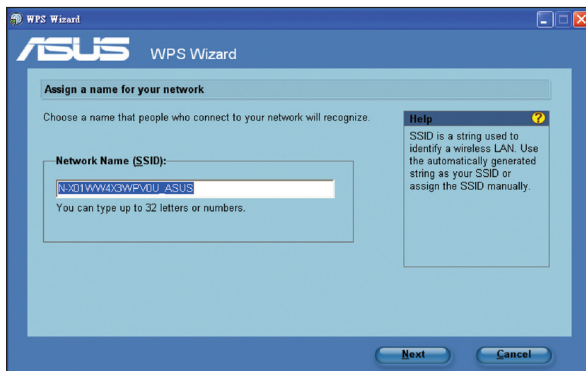 WPS Wizard
ASUS WPS Wizard
Assign a name for your network
Choose a name that people who connect to your network will recognize.
Network Name (SSID):
N-X01WW4X3WPV0U_ASUS
You can type up to 32 letters or numbers.
Help
SSID is a string used to
identify a wireless LAN. Use
the automatically generated
string as your SSID or
assign the SSID manually.
Next Cancel